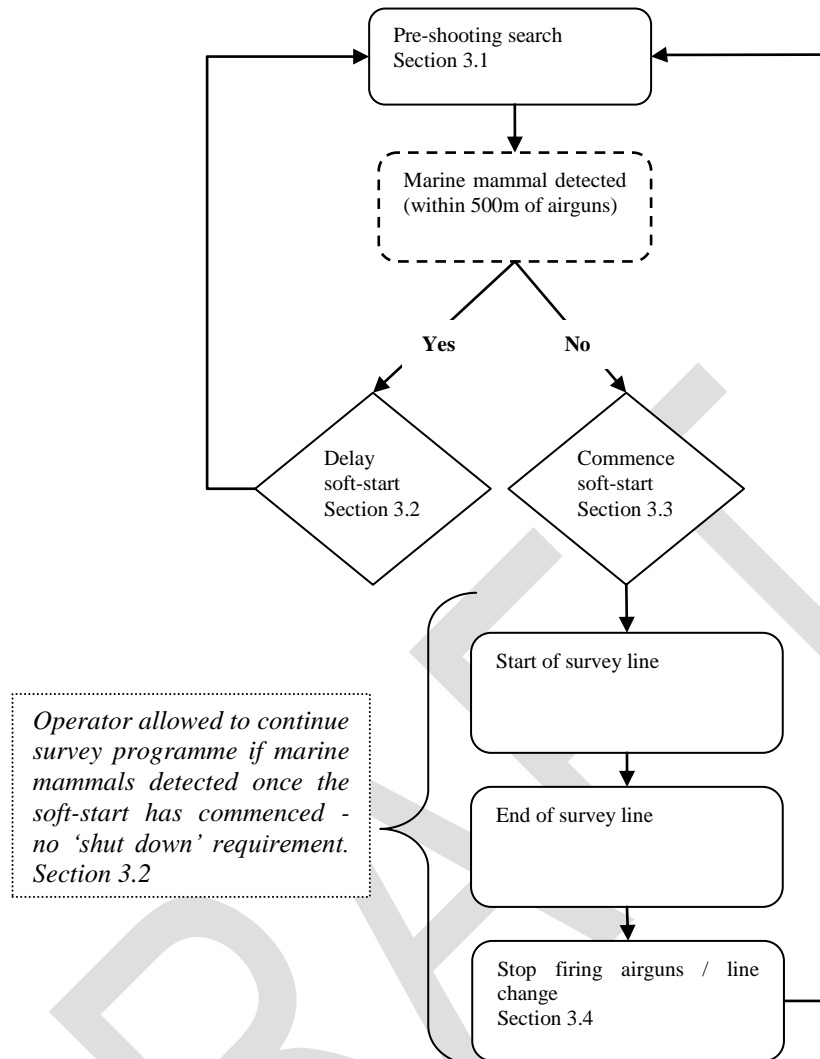 Pre-shooting search
Section 3.1
Marine mammal detected
(within 500m of airguns)
Yes
No
Delay
soft-start
Section 3.2
Commence
soft-start
Section 3.3
Start of survey line
Operator allowed to continue
survey programme if marine
mammals detected once the
soft-start has commenced -
no ‘shut down’ requirement.
Section 3.2
End of survey line
Stop firing airguns / line
change
Section 3.4
DRAFT